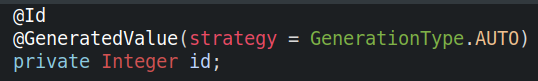 @Id
@GeneratedValue(strategy = GenerationType.AUTO)
private Integer id;